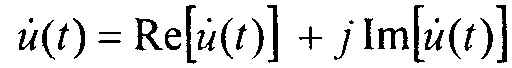 u̇(t) = Re[u̇(t)] + j Im[u̇(t)]